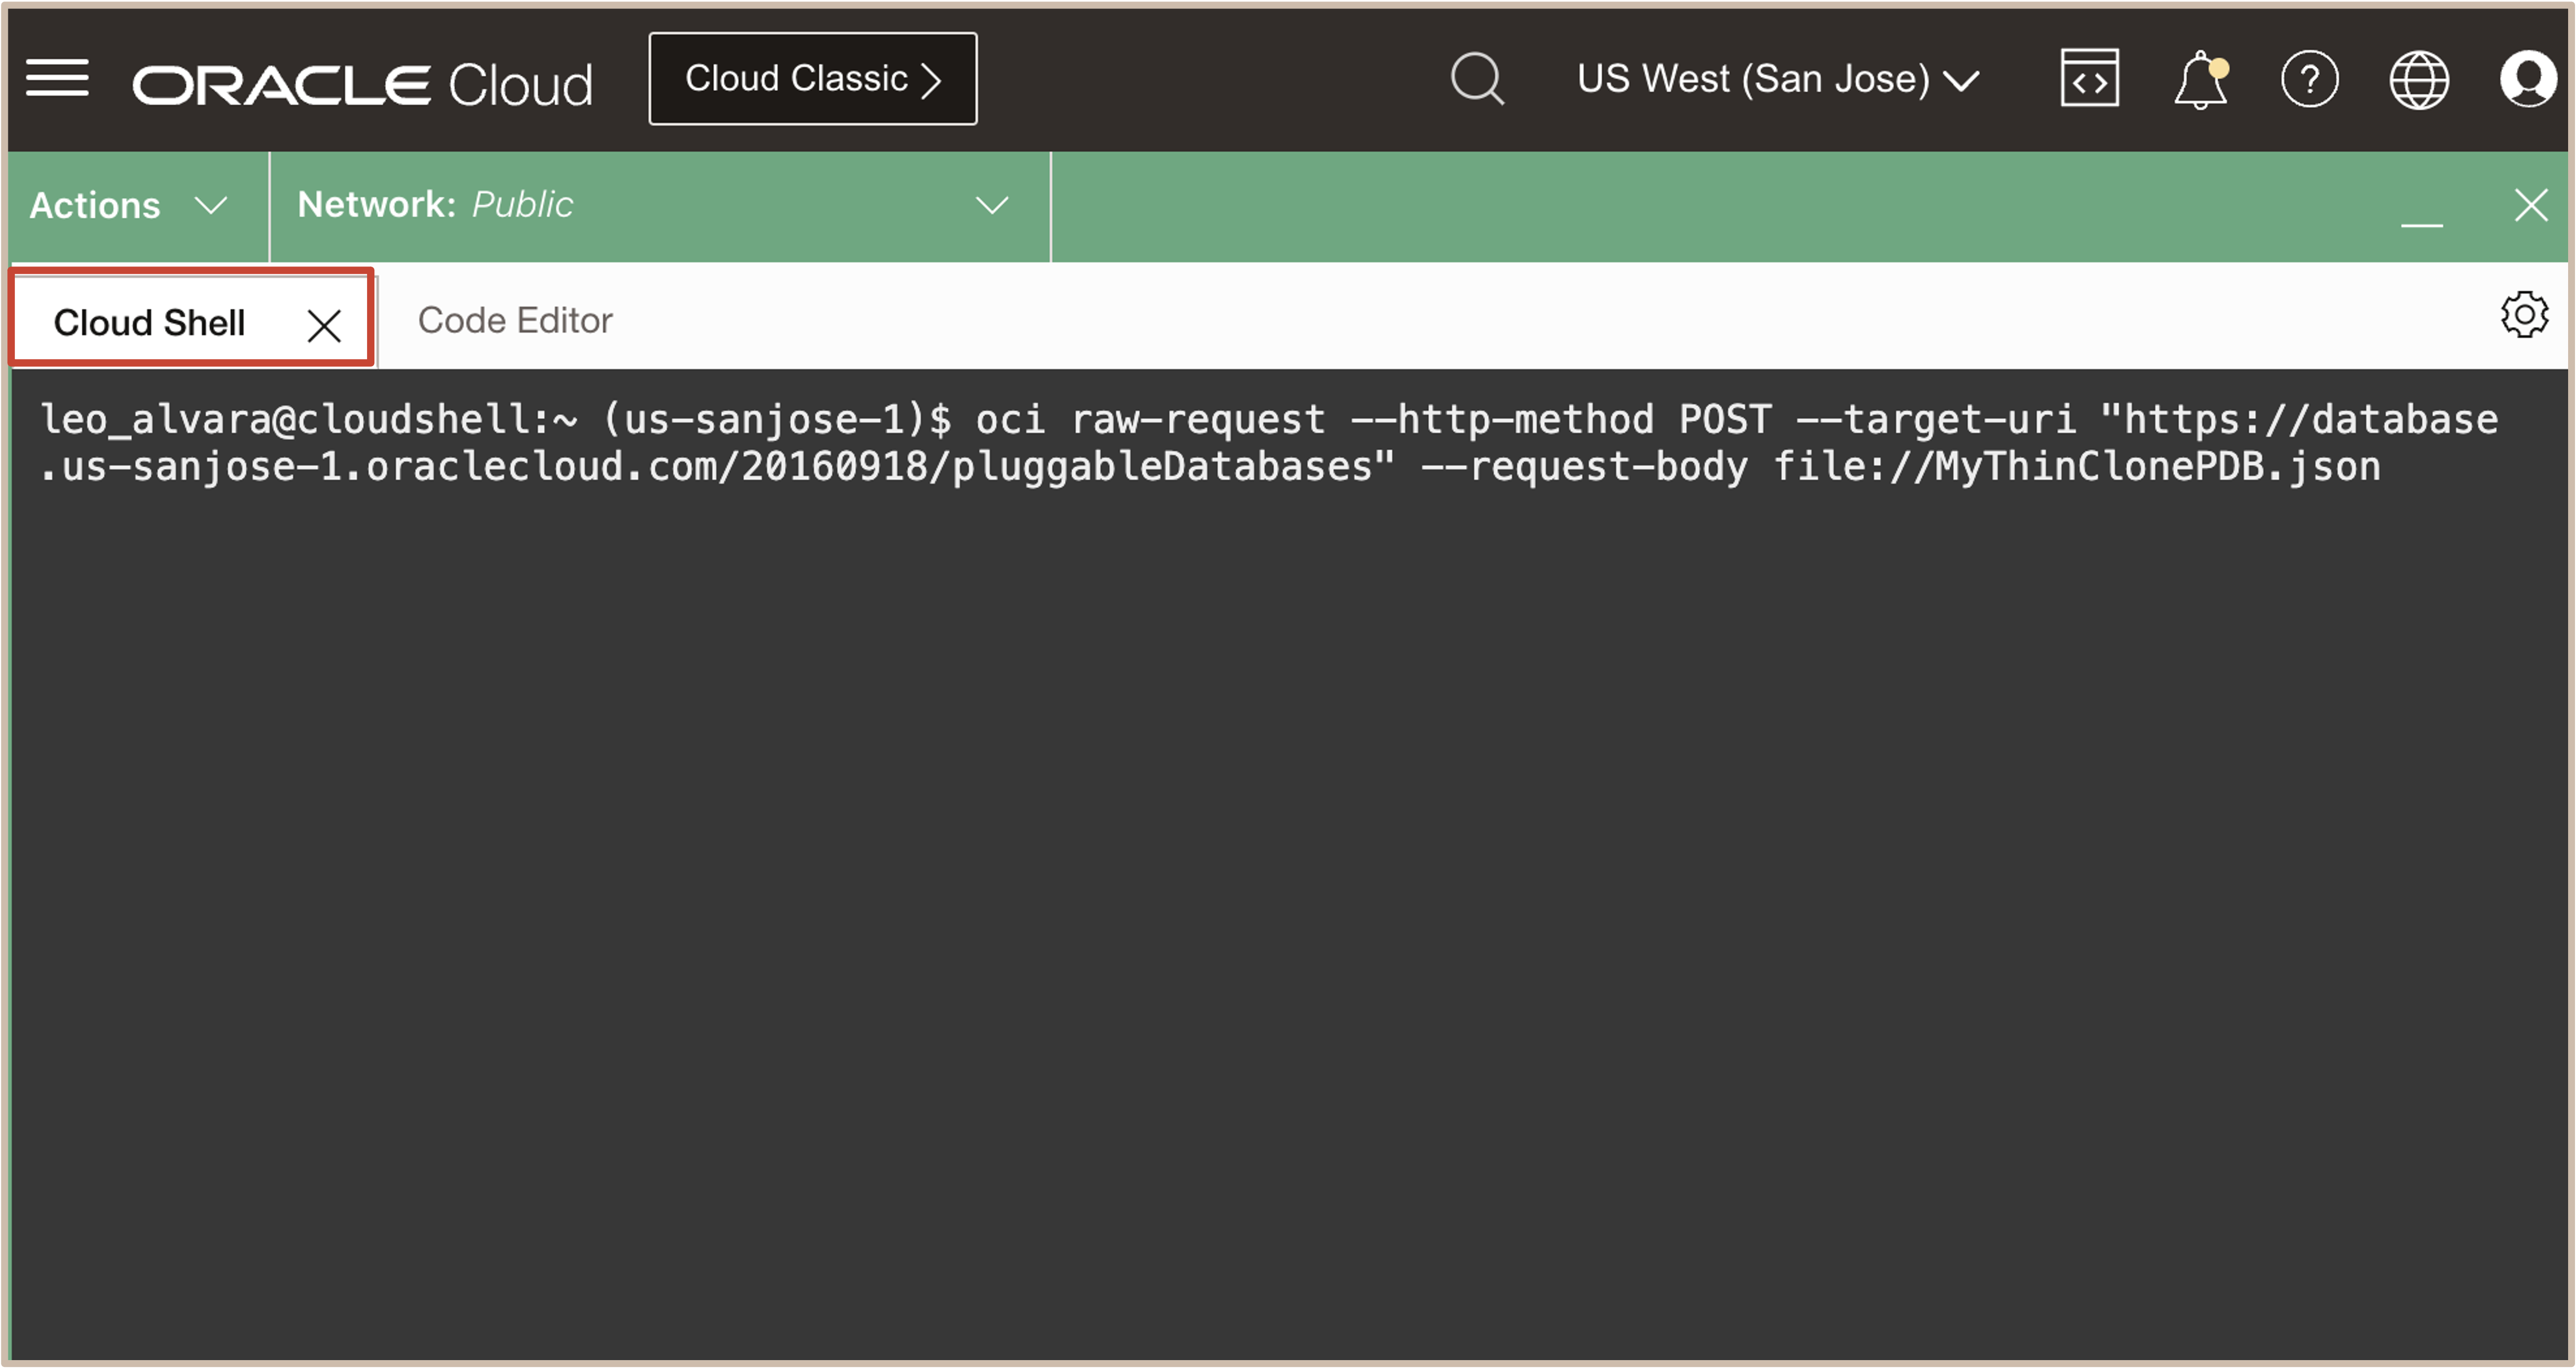 ORACLE Cloud
Cloud Classic
US West (San Jose)
Actions
Network: Public
Cloud Shell
Code Editor
leo_alvara@cloudshell:~ (us-sanjose-1)$ oci raw-request --http-method POST --target-uri "https://database
.us-sanjose-1.oraclecloud.com/20160918/pluggableDatabases" --request-body file://MyThinClonePDB.json